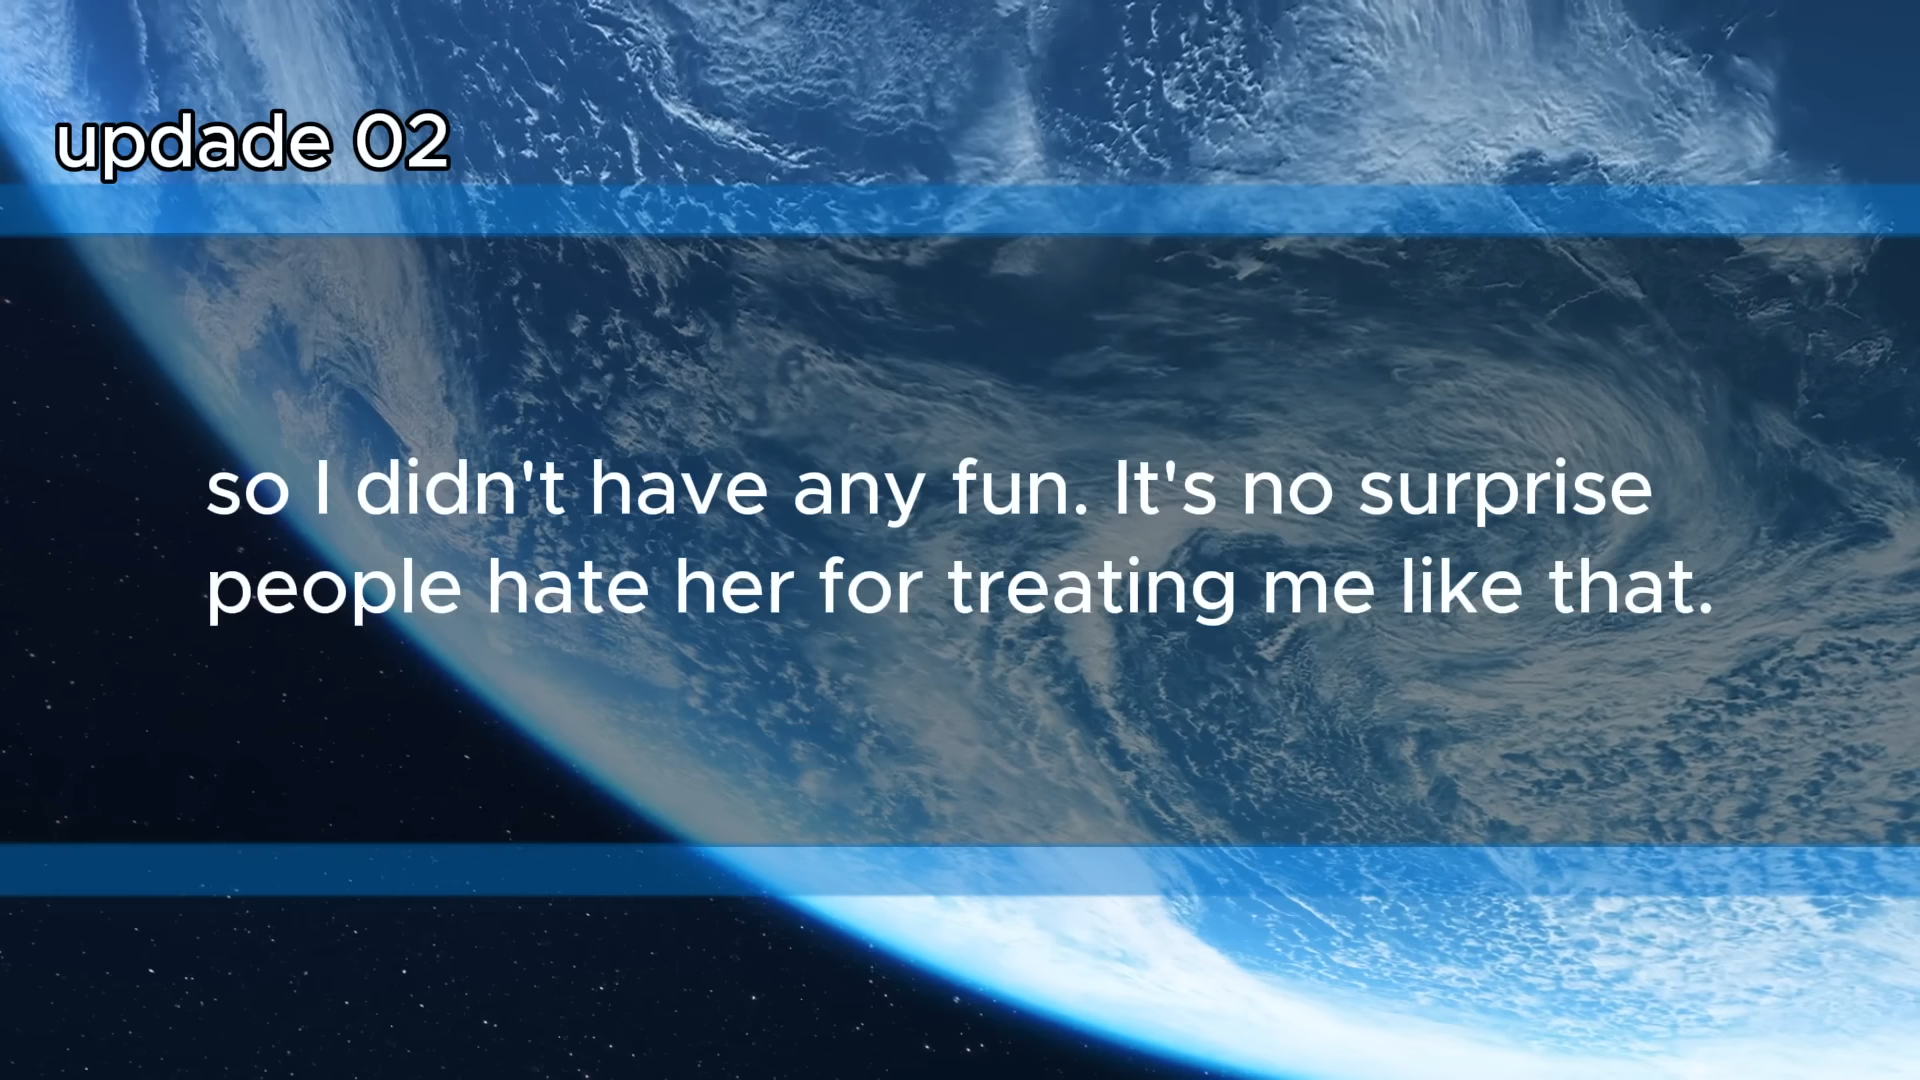 updade 02
so I didn't have any fun. It's no surprise
people hate her for treating me like that.